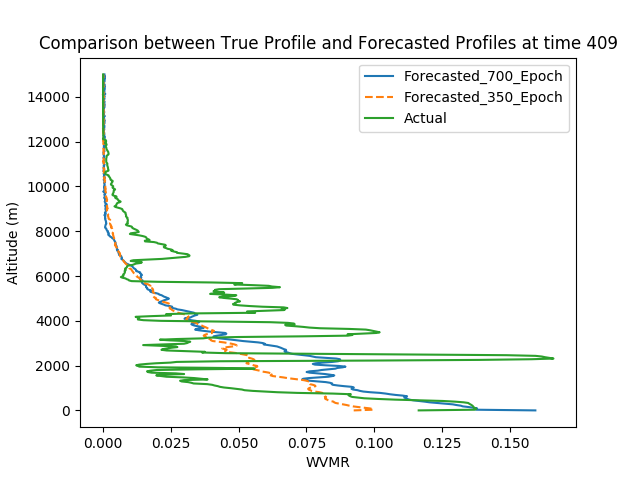 Comparison between True Profile and Forecasted Profiles at time 409
Forecasted_700_Epoch
Forecasted_350_Epoch
Actual
Altitude (m)
14000
12000
10000
8000
6000
4000
2000
0
0.000 0.025 0.050 0.075 0.100 0.125 0.150
WVMR